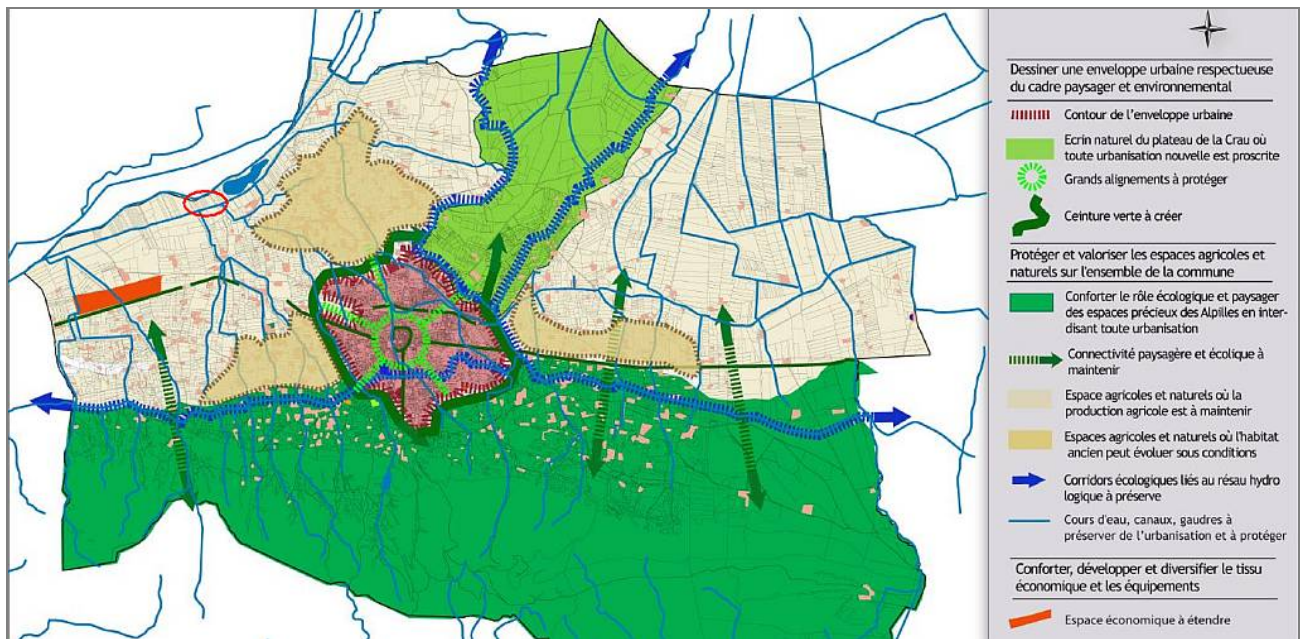 Dessiner une enveloppe urbaine respectueuse
du cadre paysager et environnemental
Contour de l'enveloppe urbaine
Ecrin naturel du plateau de la Crau où
toute urbanisation nouvelle est proscrite
Grands alignements à protéger
Ceinture verte à créer
Protéger et valoriser les espaces agricoles et
naturels sur l'ensemble de la commune
Conforter le rôle écologique et paysager
des espaces précieux des Alpilles en inter-
disant toute urbanisation
Connectivité paysagère et écolique à
maintenir
Espace agricoles et naturels où la
production agricole est à maintenir
Espaces agricoles et naturels où l'habitat
ancien peut évoluer sous conditions
Corridors écologiques liés au résau hydro
logique à préserve
Cours d'eau, canaux, gaudres à
préserver de l'urbanisation et à protéger
Conforter, développer et diversifier le tissu
économique et les équipements
Espace économique à étendre